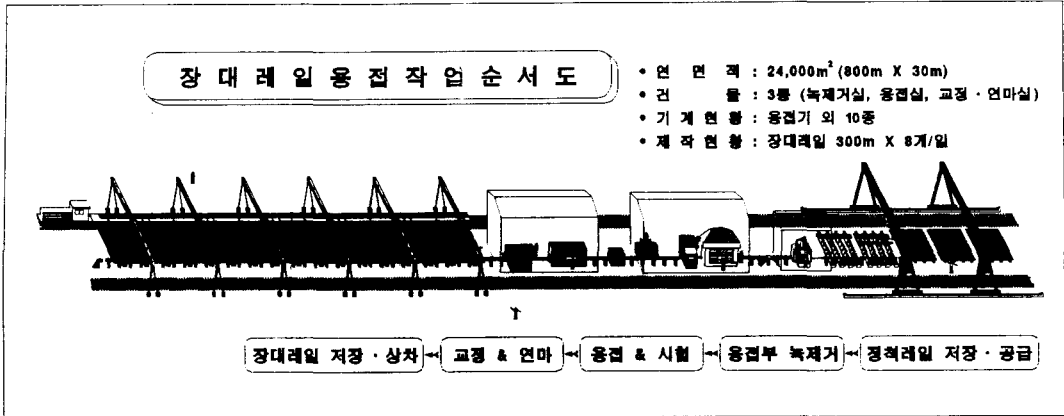 장대레일용접작업순서도
• 연 면 적 : 24,000m² (800m X 30m)
• 건 물 : 3동 (녹제거실, 용접실, 교정 · 연마실)
• 기계현황 : 용접기 외 10종
• 제작현황 : 장대레일 300m X 8개/일
장대레일 저장 · 상차
교정 & 연마
용접 & 시험
용접부 녹제거
정척레일 저장 · 공급